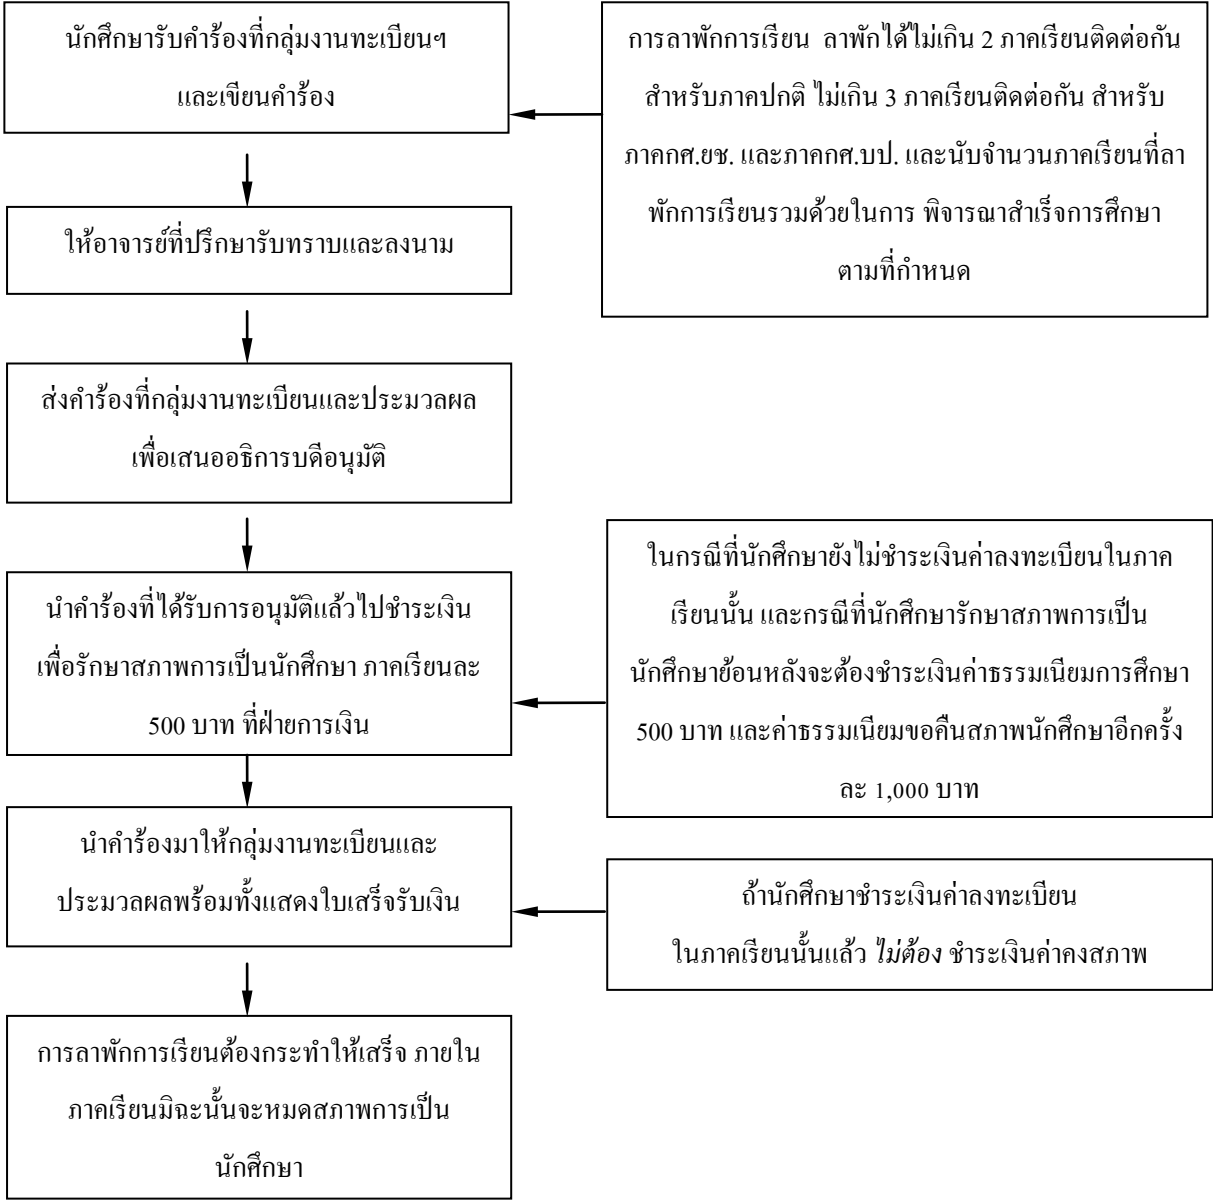 นักศึกษารับคำร้องที่กลุ่มงานทะเบียนฯ
และเขียนคำร้อง
การลาพักการเรียน ลาพักได้ไม่เกิน 2 ภาคเรียนติดต่อกัน
สำหรับภาคปกติ ไม่เกิน 3 ภาคเรียนติดต่อกัน สำหรับ
ภาคกศ.ยช. และภาคกศ.บป. และนับจำนวนภาคเรียนที่ลา
พักการเรียนรวมด้วยในการ พิจารณาสำเร็จการศึกษา
ตามที่กำหนด
ให้อาจารย์ที่ปรึกษารับทราบและลงนาม
ส่งคำร้องที่กลุ่มงานทะเบียนและประมวลผล
เพื่อเสนออธิการบดีอนุมัติ
นำคำร้องที่ได้รับการอนุมัติแล้วไปชำระเงิน
เพื่อรักษาสภาพการเป็นนักศึกษา ภาคเรียนละ
500 บาท ที่ฝ่ายการเงิน
ในกรณีที่นักศึกษายังไม่ชำระเงินค่าลงทะเบียนในภาค
เรียนนั้น และกรณีที่นักศึกษารักษาสภาพการเป็น
นักศึกษาย้อนหลังจะต้องชำระเงินค่าธรรมเนียมการศึกษา
500 บาท และค่าธรรมเนียมขอคืนสภาพนักศึกษาอีกครั้ง
ละ 1,000 บาท
นำคำร้องมาให้กลุ่มงานทะเบียนและ
ประมวลผลพร้อมทั้งแสดงใบเสร็จรับเงิน
ถ้านักศึกษาชำระเงินค่าลงทะเบียน
ในภาคเรียนนั้นแล้ว ไม่ต้อง ชำระเงินค่าคงสภาพ
การลาพักการเรียนต้องกระทำให้เสร็จ ภายใน
ภาคเรียนมิฉะนั้นจะหมดสภาพการเป็น
นักศึกษา